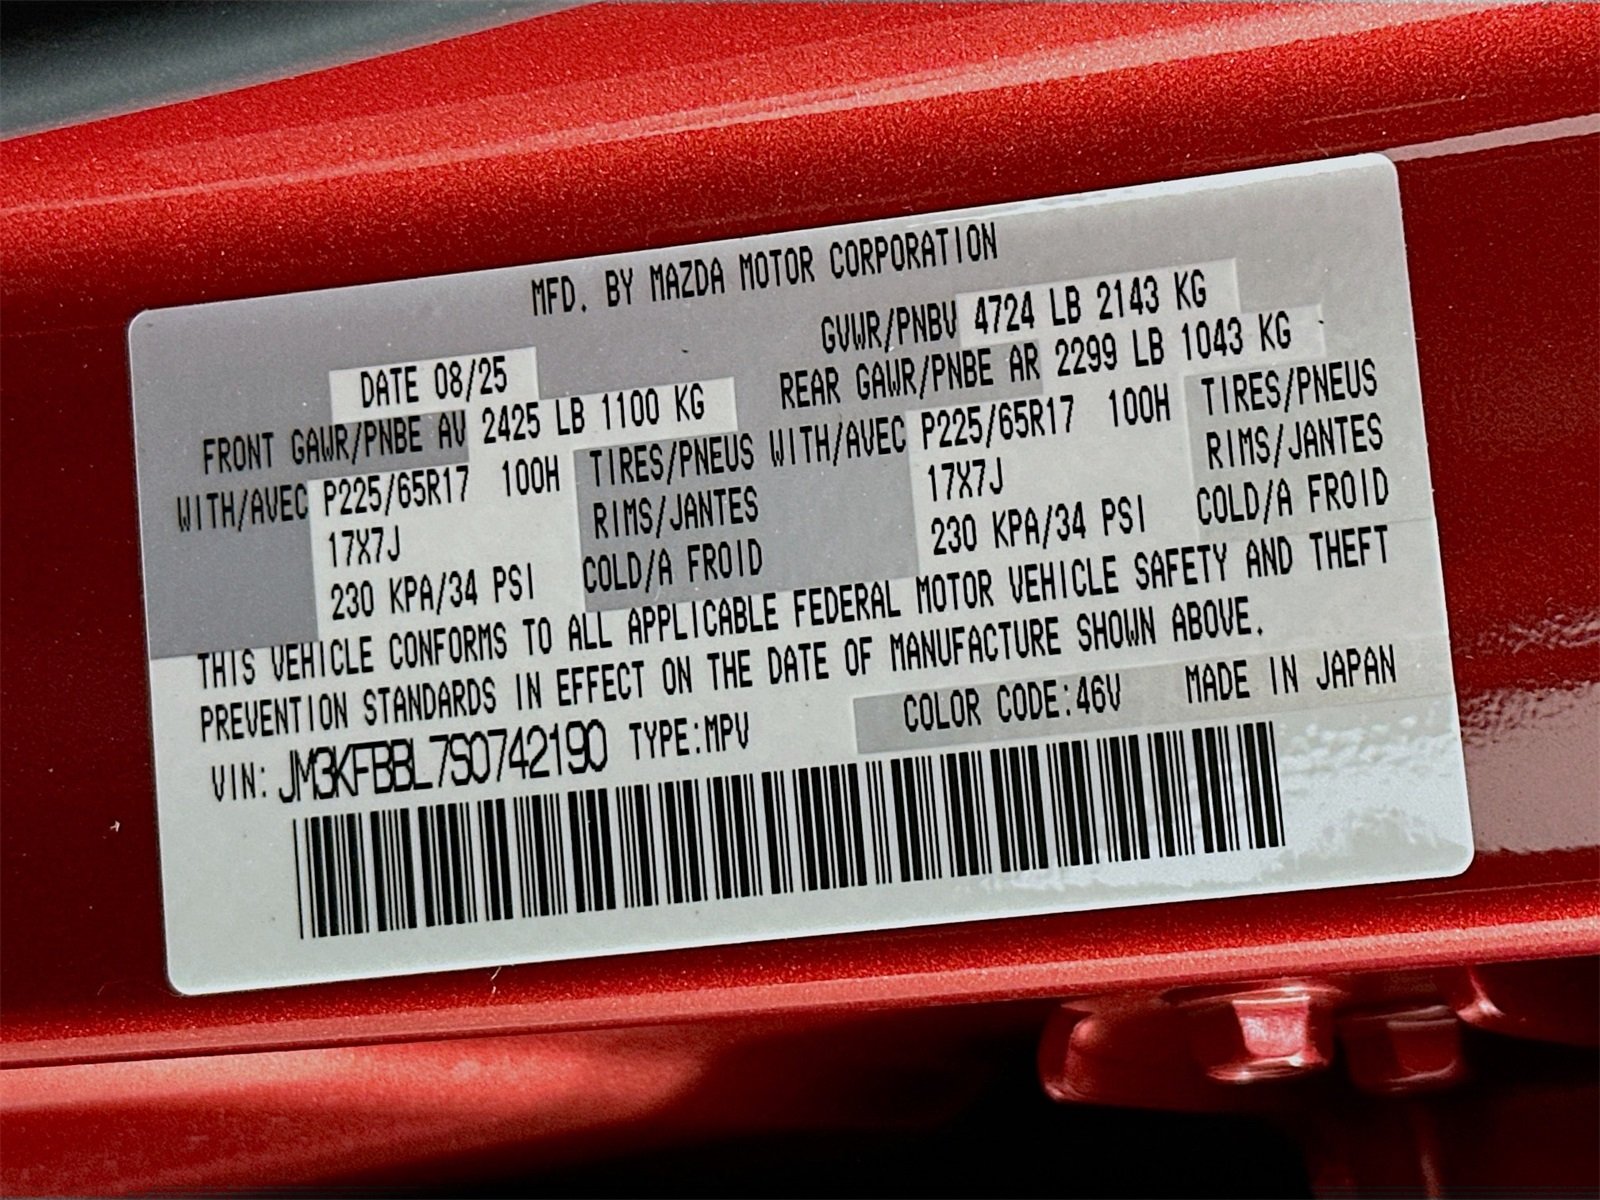 MFD. BY MAZDA MOTOR CORPORATION
DATE 08/25
GVWR/PNBV 4724 LB 2143 KG
FRONT GAWR/PNBE AV 2425 LB 1100 KG
REAR GAWR/PNBE AR 2299 LB 1043 KG
WITH/AVEC P225/65R17 100H TIRES/PNEUS
17X7J RIMS/JANTES
230 KPA/34 PSI COLD/A FROID
WITH/AVEC P225/65R17 100H TIRES/PNEUS
17X7J RIMS/JANTES
230 KPA/34 PSI COLD/A FROID
THIS VEHICLE CONFORMS TO ALL APPLICABLE FEDERAL MOTOR VEHICLE SAFETY AND THEFT
PREVENTION STANDARDS IN EFFECT ON THE DATE OF MANUFACTURE SHOWN ABOVE.
VIN: JM3KFBBL7S0742190 TYPE:MPV COLOR CODE:46V MADE IN JAPAN